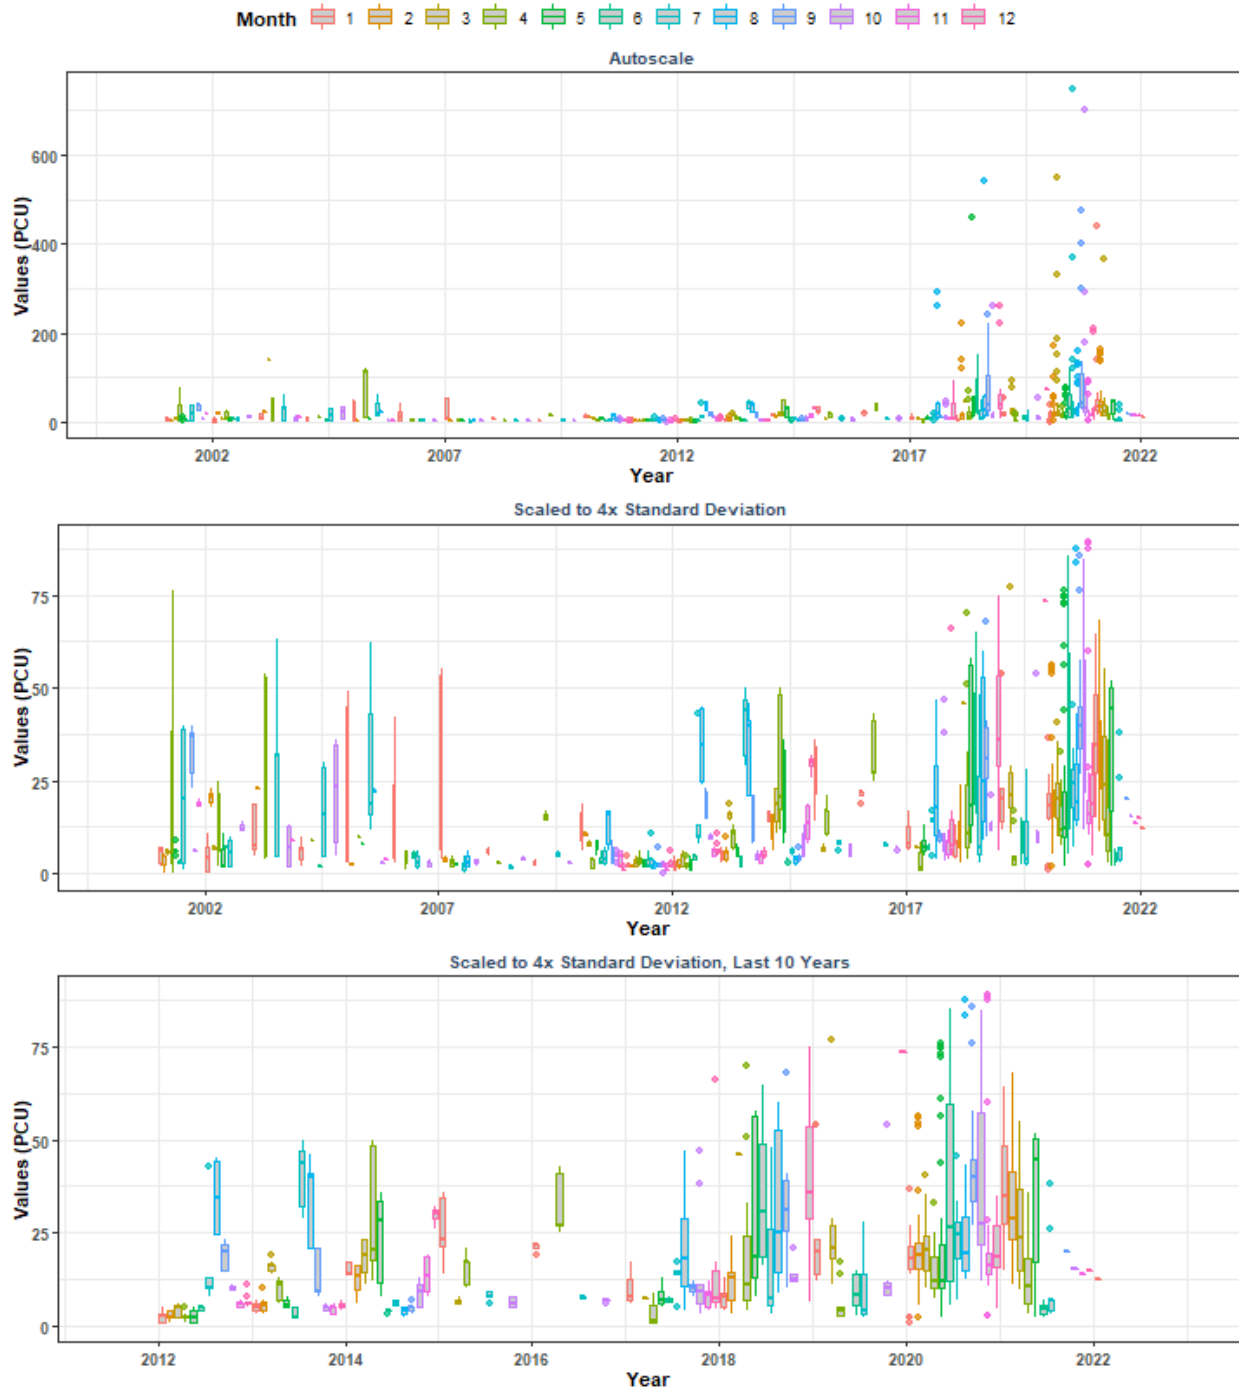 Month 1 2 3 4 5 6 7 8 9 10 11 12
Autoscale
Values (PCU)
600
400
200
0
2002 2007 2012 2017 2022
Year
Scaled to 4x Standard Deviation
Values (PCU)
75
50
25
0
2002 2007 2012 2017 2022
Year
Scaled to 4x Standard Deviation, Last 10 Years
Values (PCU)
75
50
25
0
2012 2014 2016 2018 2020 2022
Year